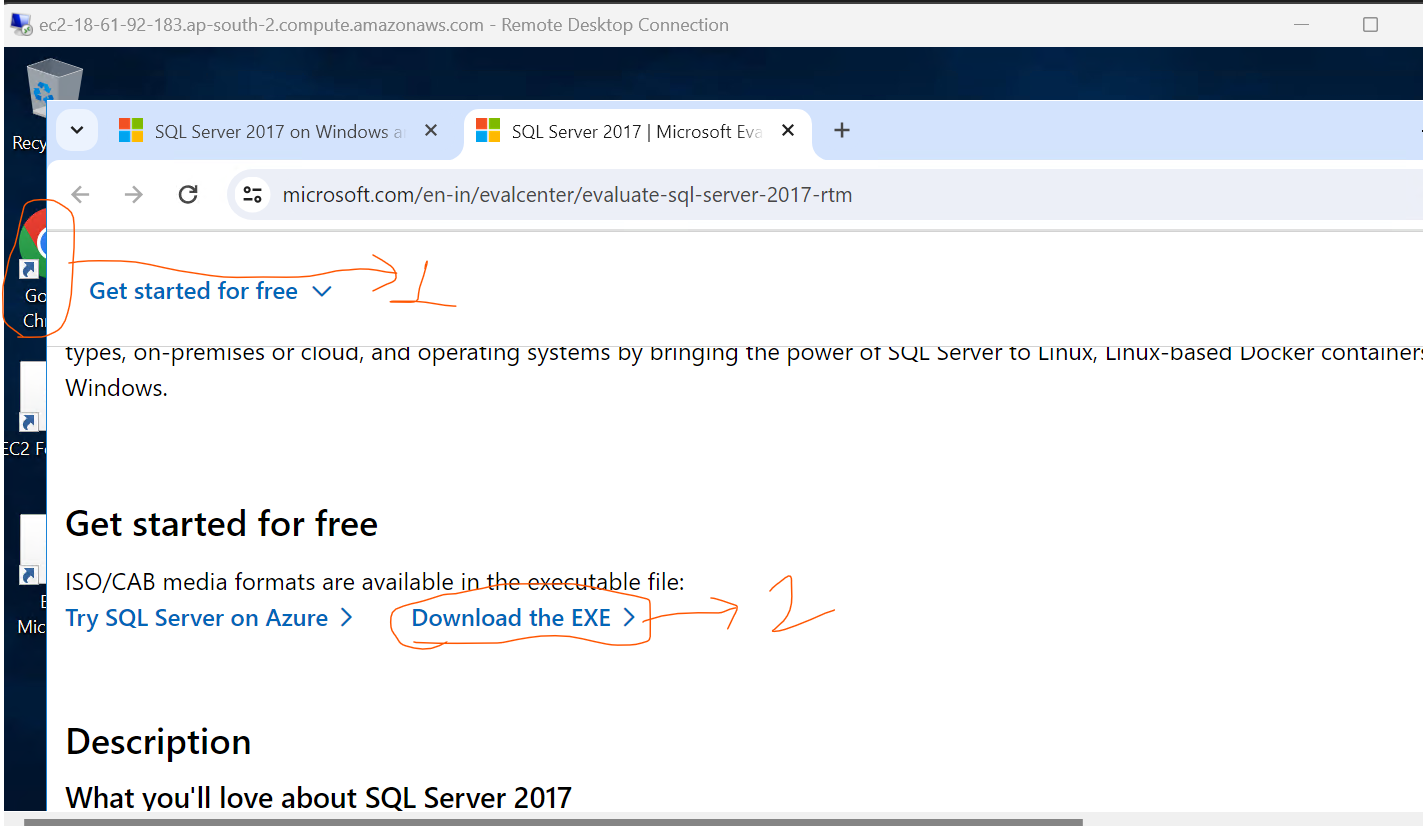 ec2-18-61-92-183.ap-south-2.compute.amazonaws.com - Remote Desktop Connection
Recy
SQL Server 2017 on Windows a
SQL Server 2017 | Microsoft Eva
microsoft.com/en-in/evalcenter/evaluate-sql-server-2017-rtm
Go
Ch
Get started for free
1
types, on-premises or cloud, and operating systems by bringing the power of SQL Server to Linux, Linux-based Docker containers
Windows.
EC2 F
Get started for free
ISO/CAB media formats are available in the executable file:
Try SQL Server on Azure
Download the EXE
2
E
Mic
Description
What you'll love about SQL Server 2017